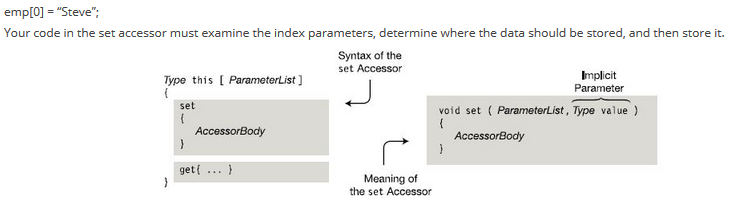 emp[0] = “Steve”;
Your code in the set accessor must examine the index parameters, determine where the data should be stored, and then store it.
Syntax of the
set Accessor
Type this [ ParameterList ]
{
set
{
AccessorBody
}
get{ ... }
}
Implicit
Parameter
void set ( ParameterList, Type value )
{
AccessorBody
}
Meaning of
the set Accessor